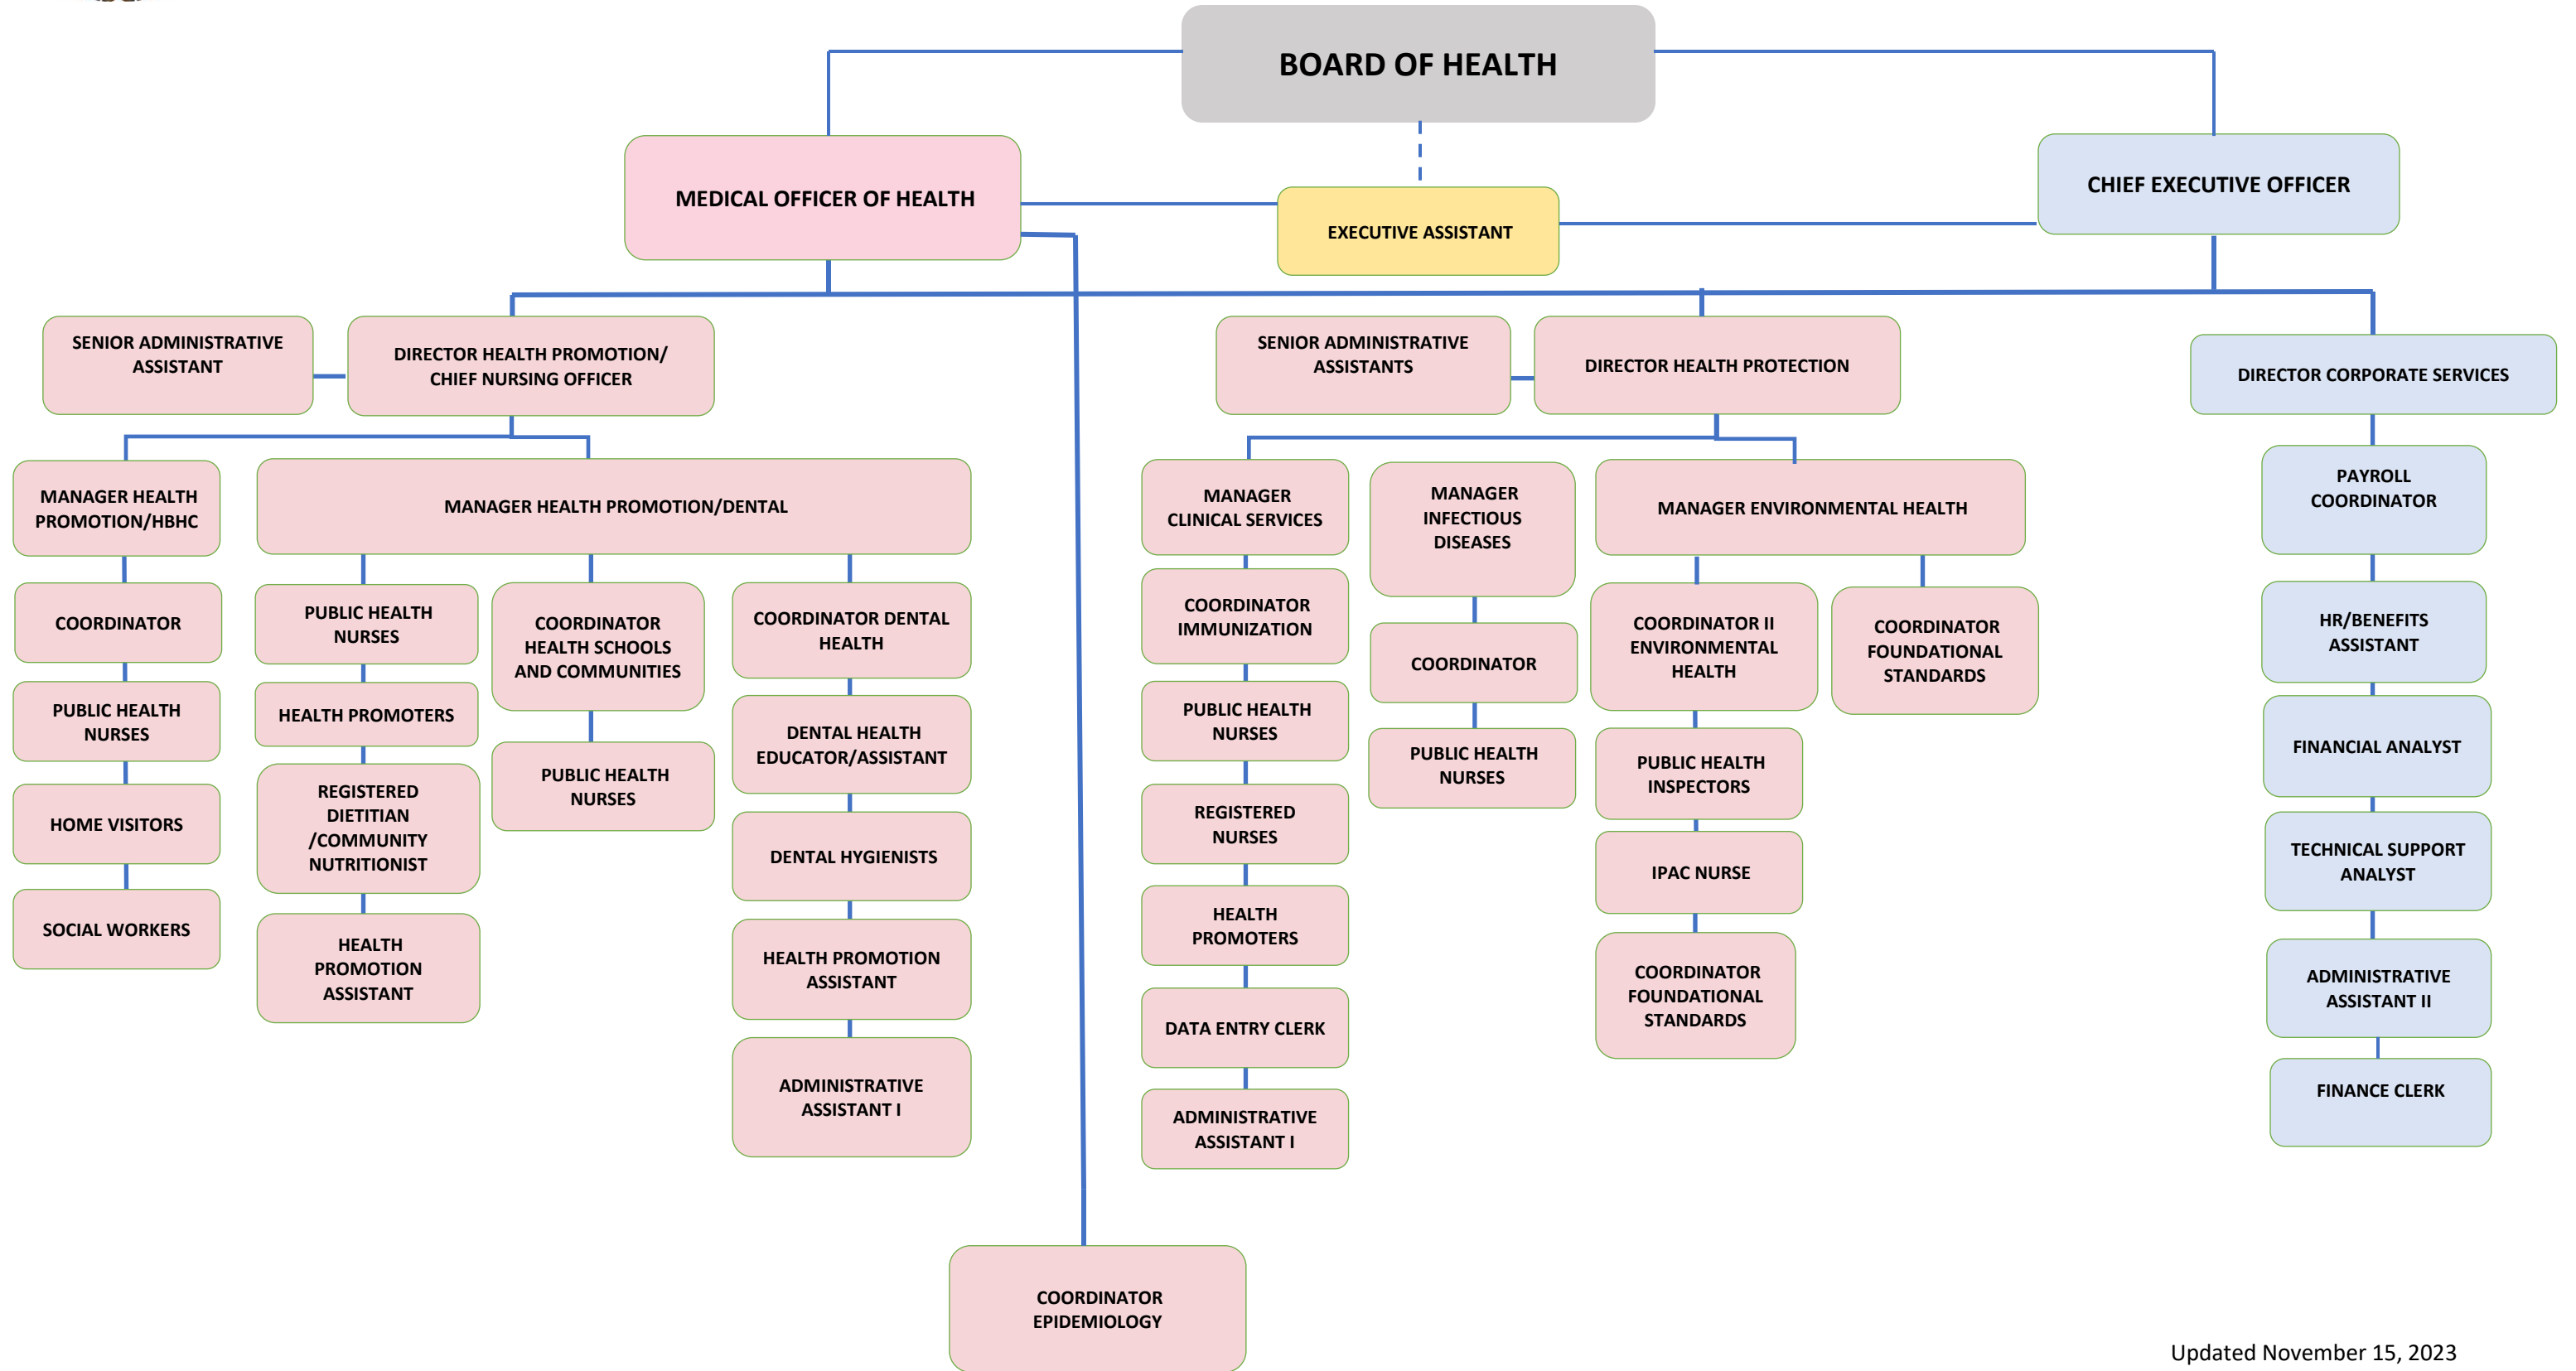 BOARD OF HEALTH
MEDICAL OFFICER OF HEALTH
EXECUTIVE ASSISTANT
CHIEF EXECUTIVE OFFICER
SENIOR ADMINISTRATIVE
ASSISTANT
DIRECTOR HEALTH PROMOTION/
CHIEF NURSING OFFICER
SENIOR ADMINISTRATIVE
ASSISTANTS
DIRECTOR HEALTH PROTECTION
DIRECTOR CORPORATE SERVICES
MANAGER HEALTH
PROMOTION/HBHC
COORDINATOR
PUBLIC HEALTH
NURSES
HOME VISITORS
SOCIAL WORKERS
MANAGER HEALTH PROMOTION/DENTAL
PUBLIC HEALTH
NURSES
HEALTH PROMOTERS
REGISTERED
DIETITIAN
/COMMUNITY
NUTRITIONIST
HEALTH
PROMOTION
ASSISTANT
COORDINATOR
HEALTH SCHOOLS
AND COMMUNITIES
PUBLIC HEALTH
NURSES
COORDINATOR DENTAL
HEALTH
DENTAL HEALTH
EDUCATOR/ASSISTANT
DENTAL HYGIENISTS
HEALTH PROMOTION
ASSISTANT
ADMINISTRATIVE
ASSISTANT I
MANAGER
CLINICAL SERVICES
COORDINATOR
IMMUNIZATION
PUBLIC HEALTH
NURSES
REGISTERED
NURSES
HEALTH
PROMOTERS
DATA ENTRY CLERK
ADMINISTRATIVE
ASSISTANT I
MANAGER
INFECTIOUS
DISEASES
COORDINATOR
PUBLIC HEALTH
NURSES
MANAGER ENVIRONMENTAL HEALTH
COORDINATOR II
ENVIRONMENTAL
HEALTH
PUBLIC HEALTH
INSPECTORS
IPAC NURSE
COORDINATOR
FOUNDATIONAL
STANDARDS
COORDINATOR
FOUNDATIONAL
STANDARDS
PAYROLL
COORDINATOR
HR/BENEFITS
ASSISTANT
FINANCIAL ANALYST
TECHNICAL SUPPORT
ANALYST
ADMINISTRATIVE
ASSISTANT II
FINANCE CLERK
COORDINATOR
EPIDEMIOLOGY
Updated November 15, 2023